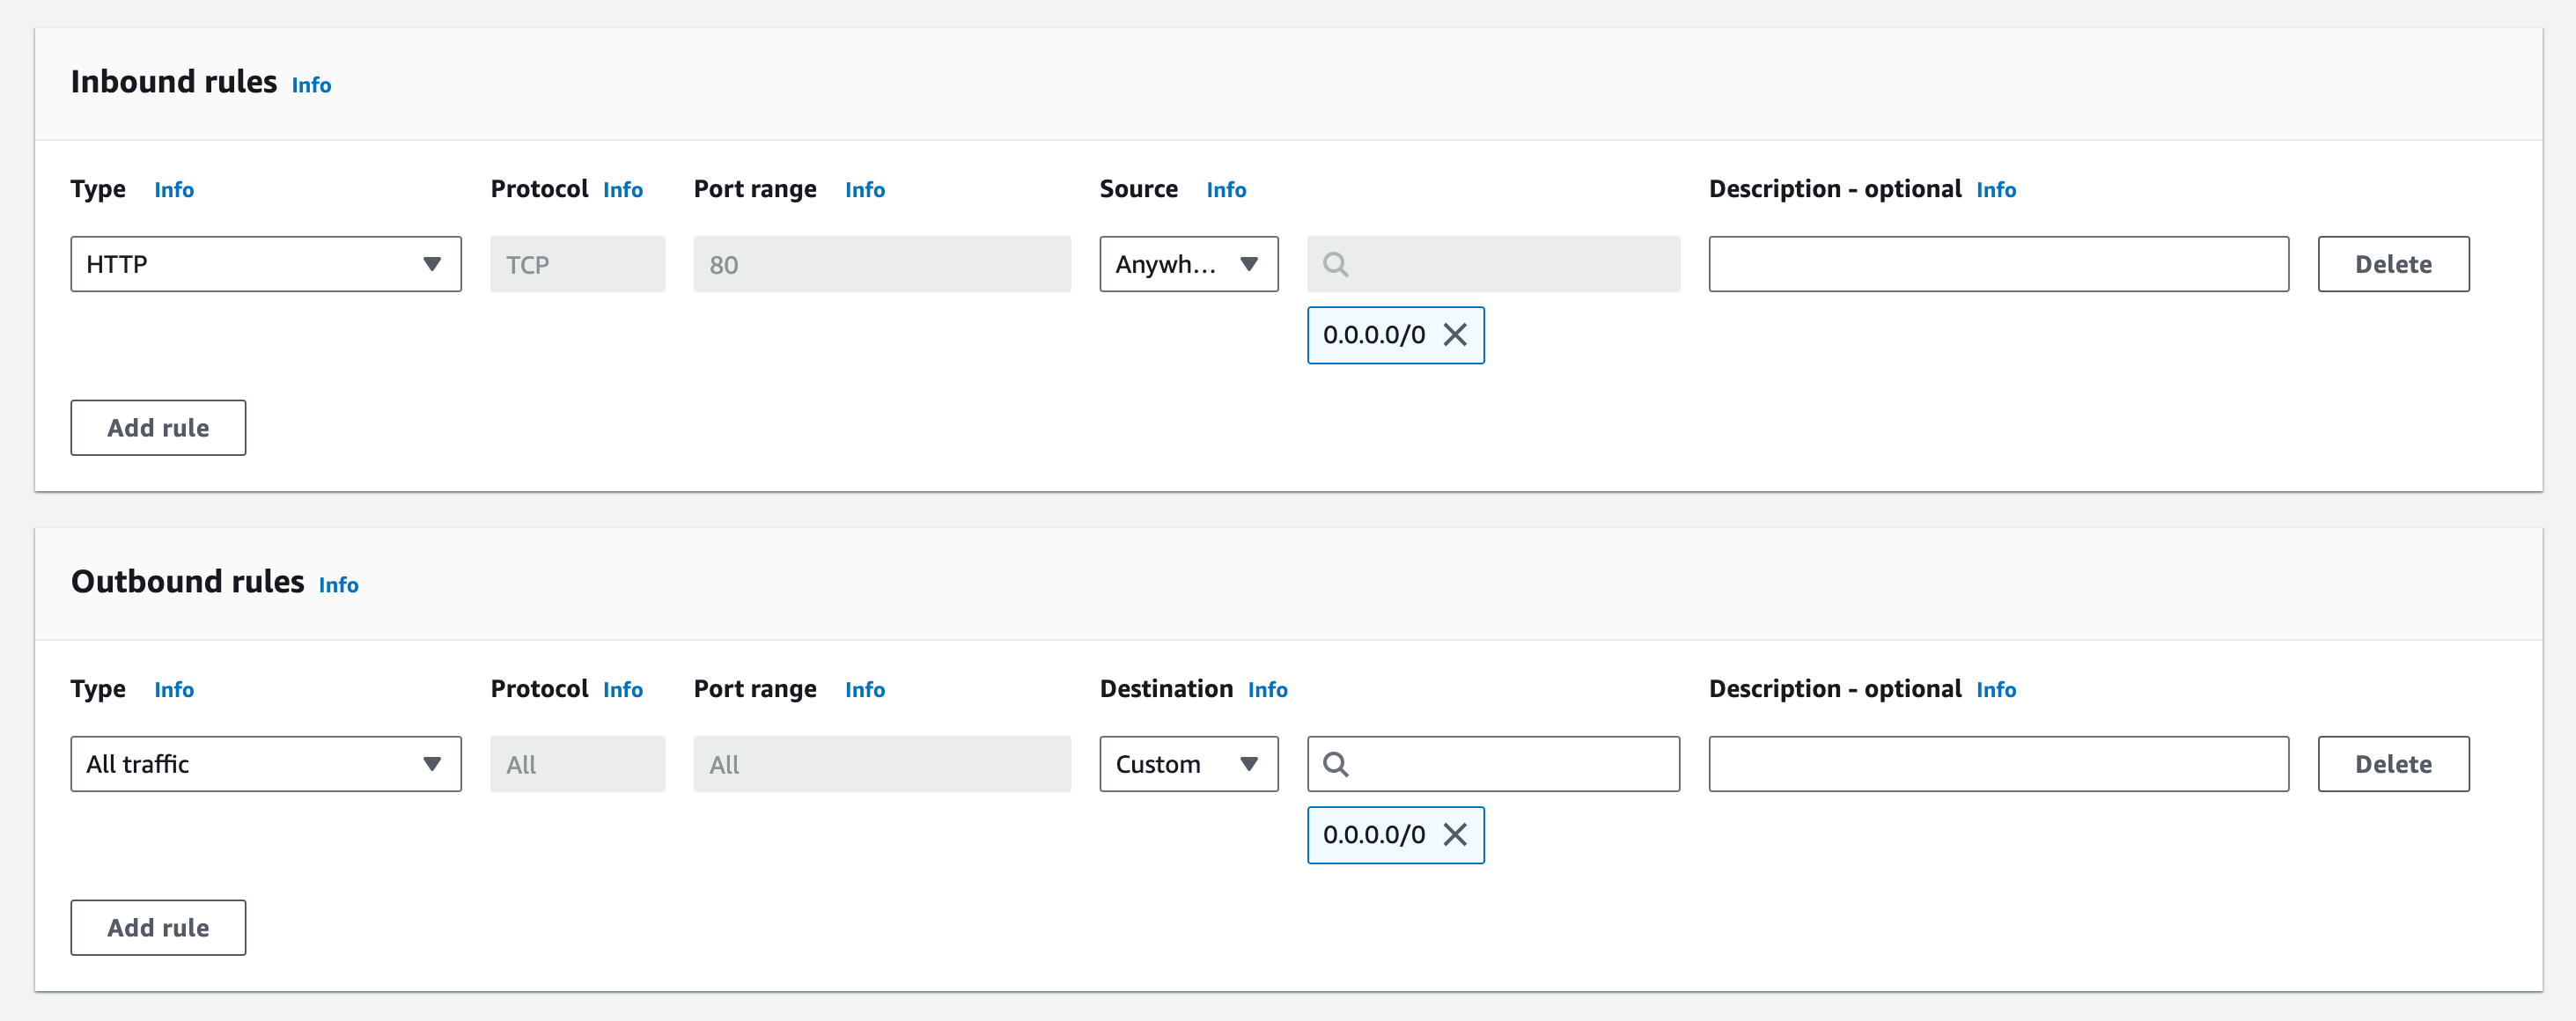 Inbound rules Info
Type Info Protocol Info Port range Info Source Info Description - optional Info
HTTP TCP 80 Anywh... Delete
0.0.0.0/0
Add rule
Outbound rules Info
Type Info Protocol Info Port range Info Destination Info Description - optional Info
All traffic All All Custom Delete
0.0.0.0/0
Add rule